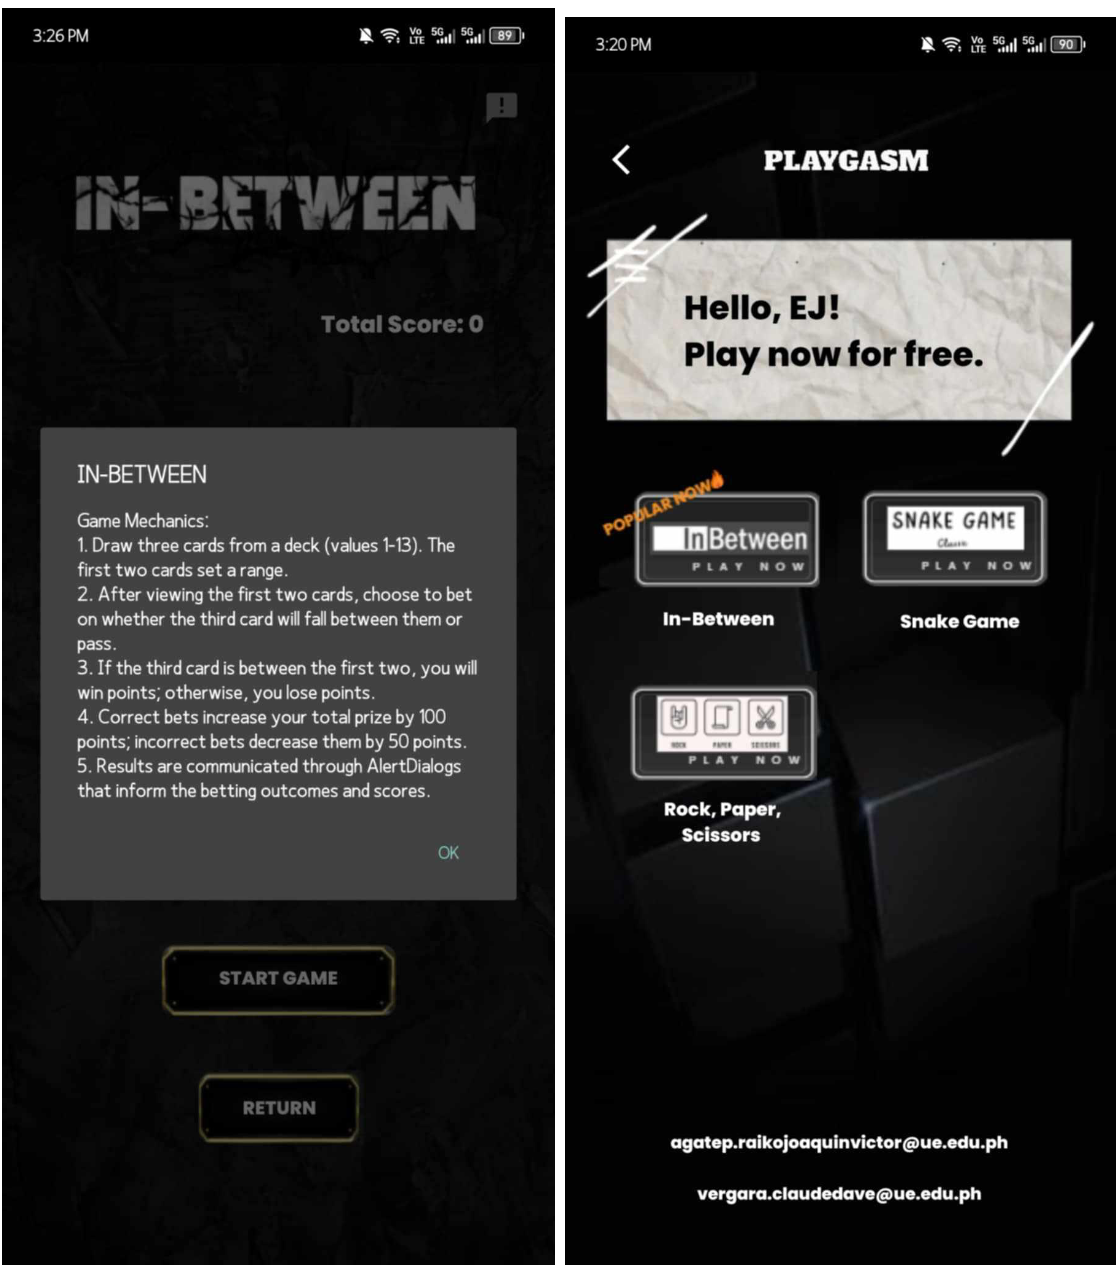 3:26 PM
Vo LTE 5G 5G 89
IN-BETWEEN
Total Score: 0
IN-BETWEEN
Game Mechanics:
1. Draw three cards from a deck (values 1-13). The
first two cards set a range.
2. After viewing the first two cards, choose to bet
on whether the third card will fall between them or
pass.
3. If the third card is between the first two, you will
win points; otherwise, you lose points.
4. Correct bets increase your total prize by 100
points; incorrect bets decrease them by 50 points.
5. Results are communicated through AlertDialogs
that inform the betting outcomes and scores.
OK
START GAME
RETURN
3:20 PM
Vo LTE 5G 5G 90
PLAYGASM
Hello, EJ!
Play now for free.
POPULAR NOW🔥
InBetween
PLAY NOW
In-Between
SNAKE GAME
Classic
PLAY NOW
Snake Game
ROCK PAPER SCISSORS
PLAY NOW
Rock, Paper,
Scissors
agatep.raikojoaquinvictor@ue.edu.ph
vergara.claudedave@ue.edu.ph